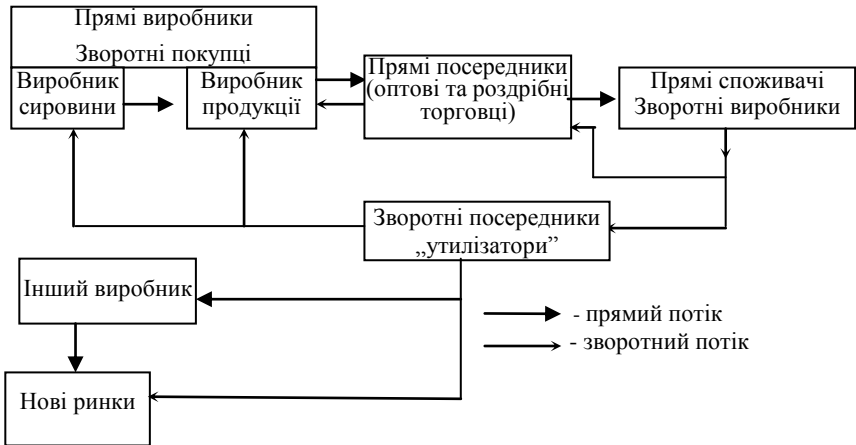 Прямі виробники
Зворотні покупці
Виробник
сировини
Виробник
продукції
Прямі посередники
(оптові та роздрібні
торговці)
Прямі споживачі
Зворотні виробники
Зворотні посередники
„утилізатори”
Інший виробник
Нові ринки
- прямий потік
- зворотний потік